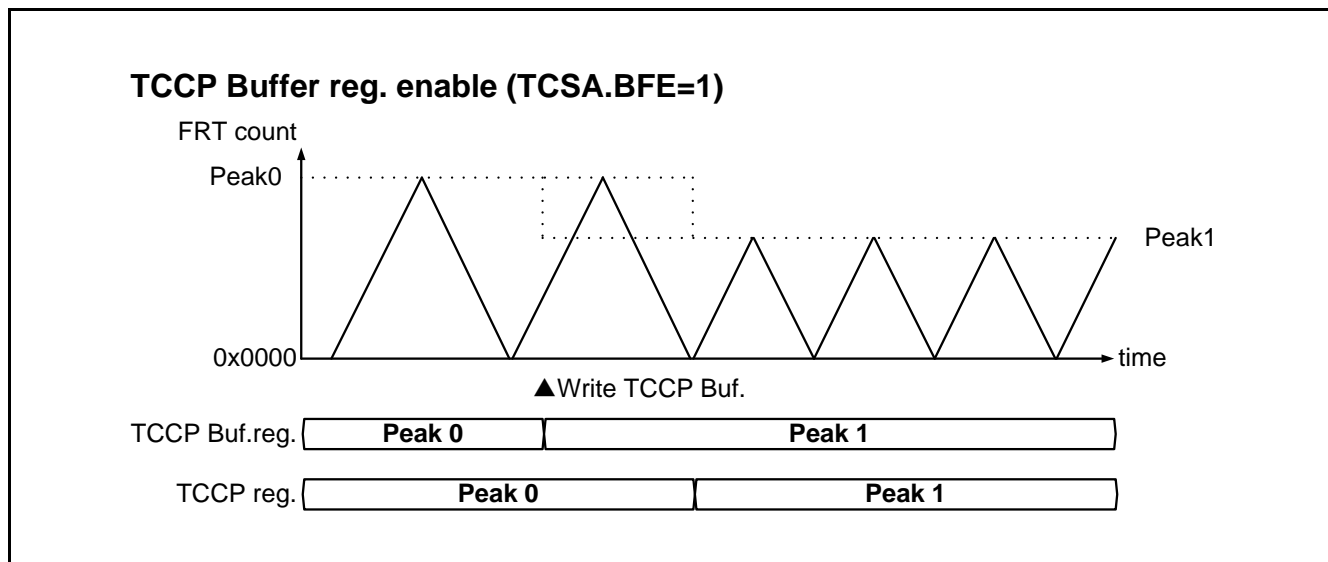 TCCP Buffer reg. enable (TCSA.BFE=1)
FRT count
Peak0
Peak1
0x0000
time
▲Write TCCP Buf.
TCCP Buf.reg. Peak 0 Peak 1
TCCP reg. Peak 0 Peak 1